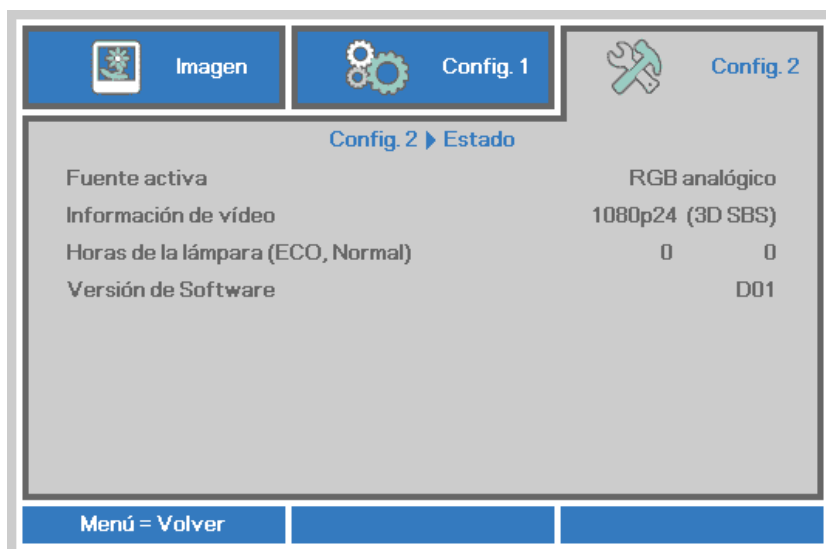 Imagen Config. 1 Config. 2
Config. 2 Estado
Fuente activa RGB analógico
Información de vídeo 1080p24 (3D SBS)
Horas de la lámpara (ECO, Normal) 0 0
Versión de Software D01
Menú = Volver